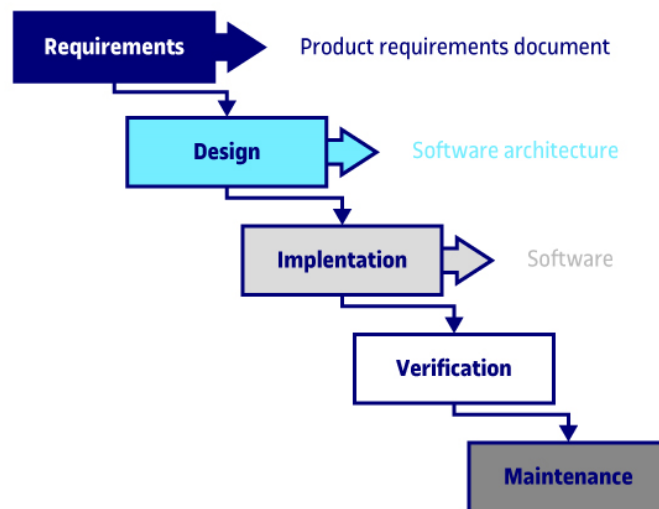 Requirements
Product requirements document
Design
Software architecture
Implentation
Software
Verification
Maintenance